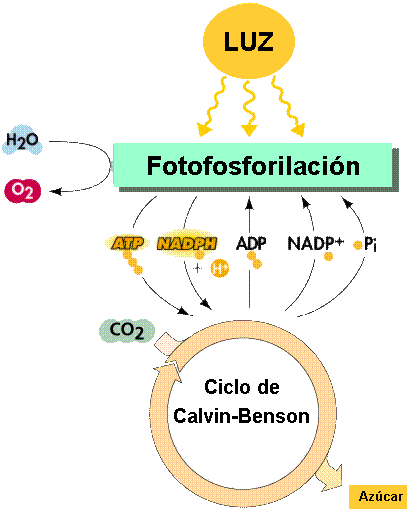 LUZ
H2O
Fotofosforilación
O2
ATP NADPH ADP NADP+ Pi
+ H+
CO2
Ciclo de
Calvin-Benson
Azúcar